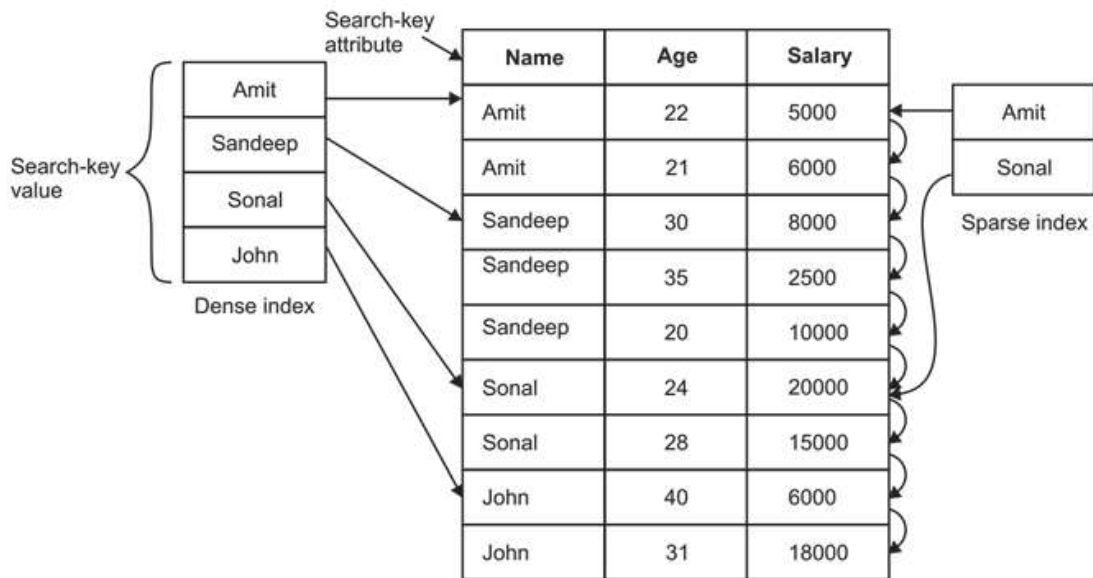 Search-key
attribute
Search-key
value
Amit
Sandeep
Sonal
John
Dense index
Name Age Salary
Amit 22 5000
Amit 21 6000
Sandeep 30 8000
Sandeep 35 2500
Sandeep 20 10000
Sonal 24 20000
Sonal 28 15000
John 40 6000
John 31 18000
Amit
Sonal
Sparse index